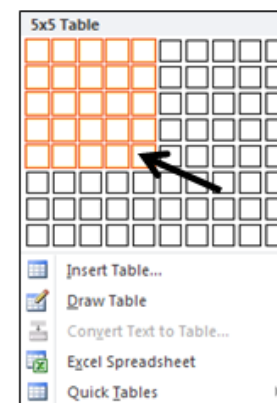 5x5 Table
Insert Table...
Draw Table
Convert Text to Table...
Excel Spreadsheet
Quick Tables